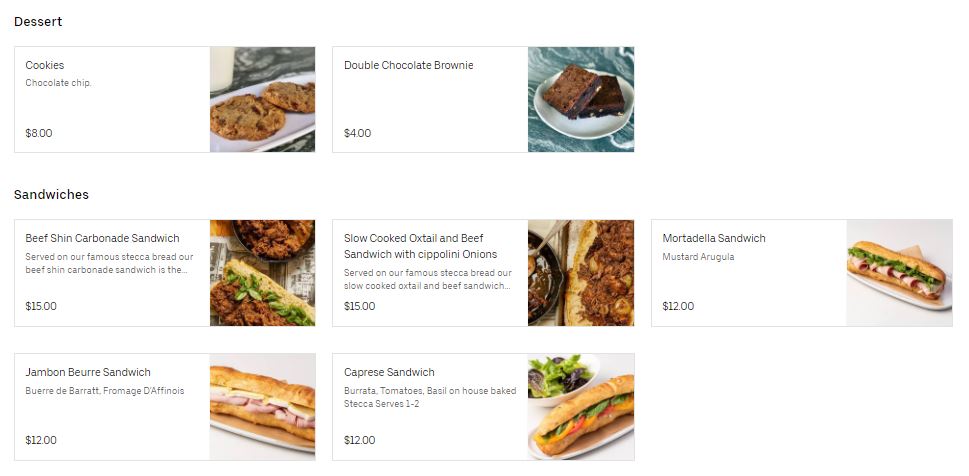 Dessert
Cookies
Chocolate chip.
$8.00
Double Chocolate Brownie
$4.00
Sandwiches
Beef Shin Carbonade Sandwich
Served on our famous stecca bread our
beef shin carbonade sandwich is the...
$15.00
Slow Cooked Oxtail and Beef
Sandwich with cippolini Onions
Served on our famous stecca bread our
slow cooked oxtail and beef sandwich...
$15.00
Mortadella Sandwich
Mustard Arugula
$12.00
Jambon Beurre Sandwich
Buerre de Barratt, Fromage D'Affinois
$12.00
Caprese Sandwich
Burrata, Tomatoes, Basil on house baked
Stecca Serves 1-2
$12.00